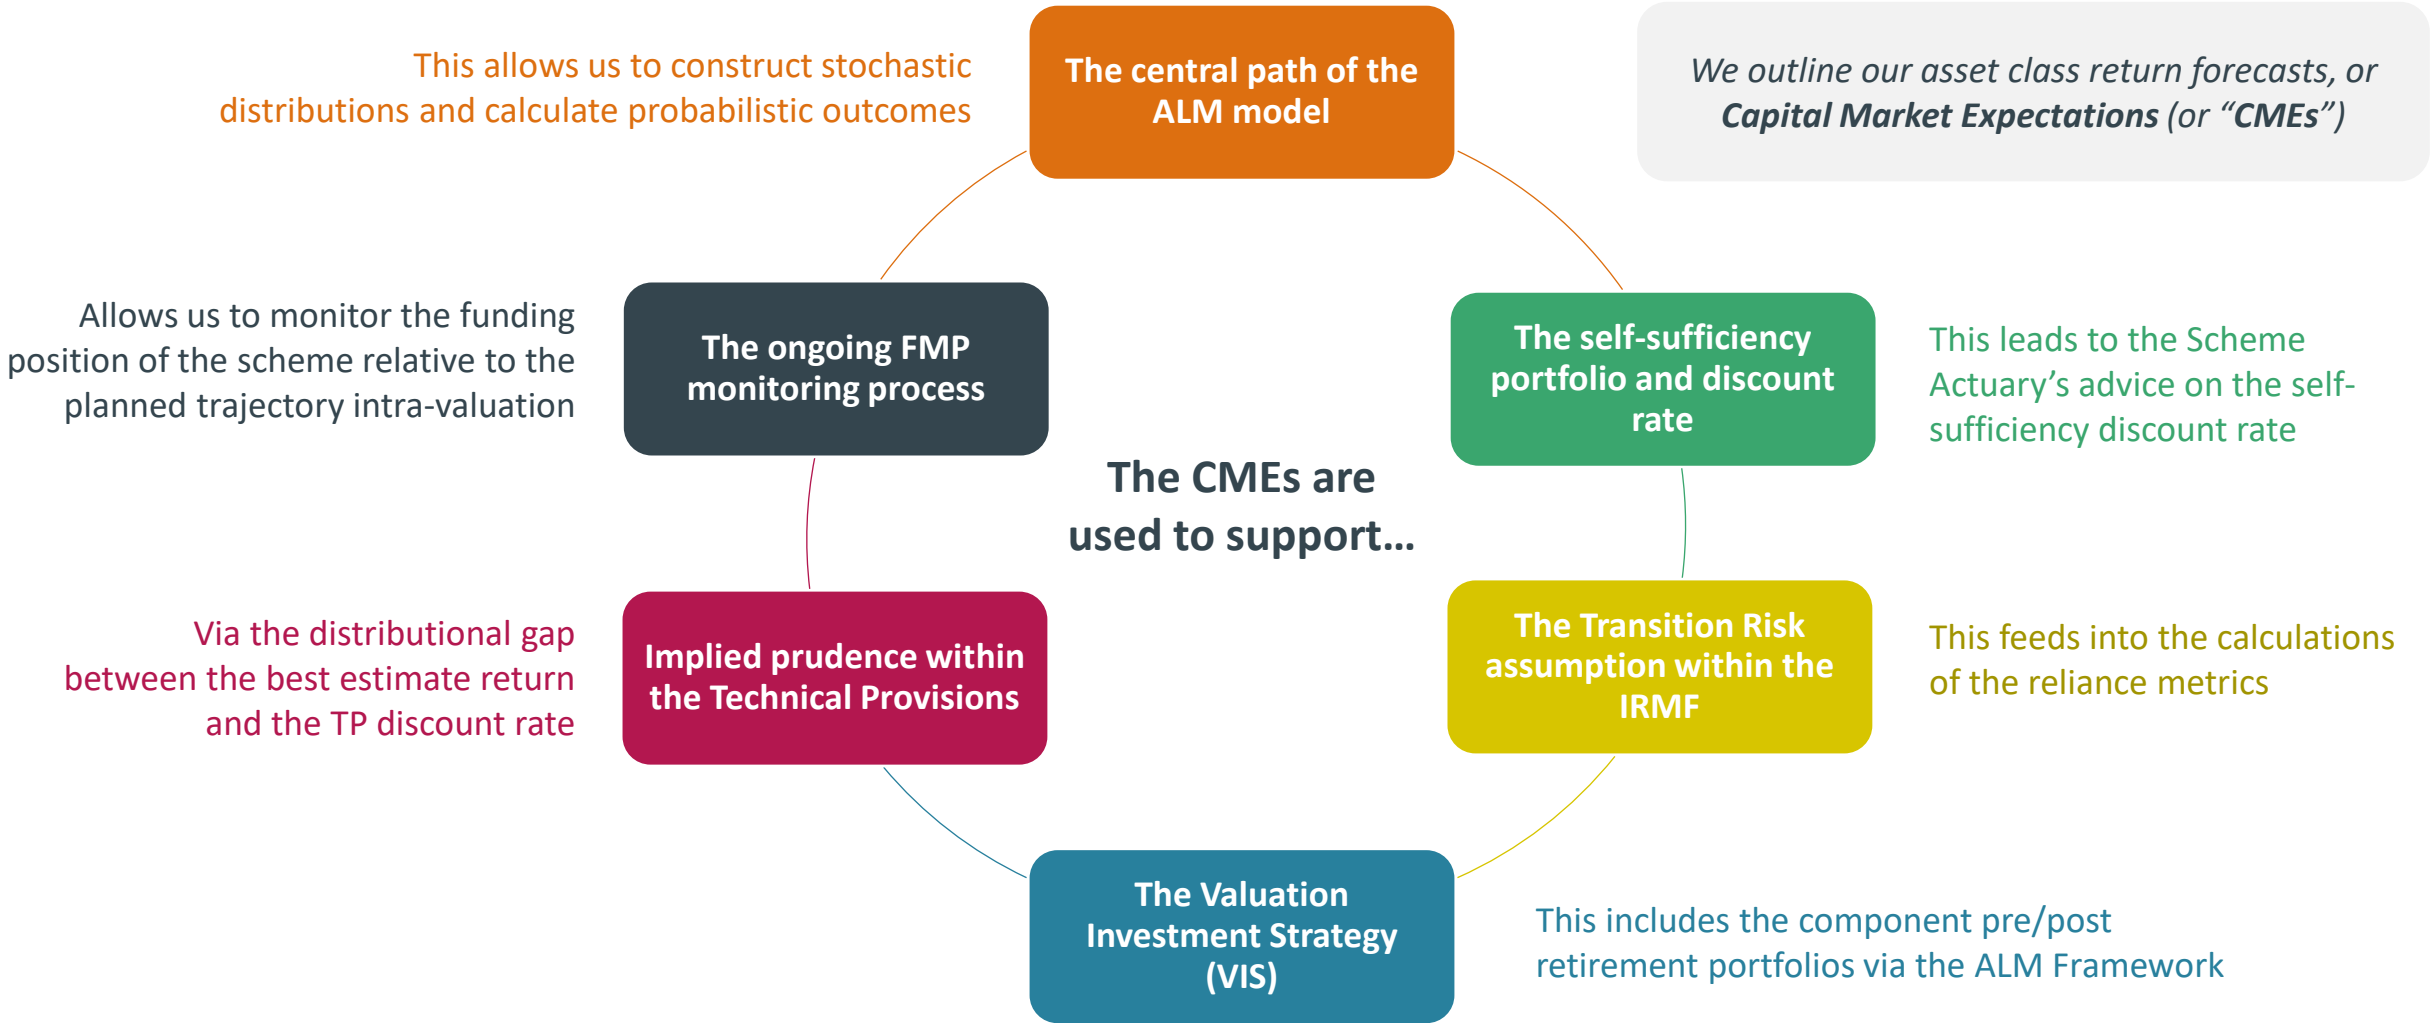 This allows us to construct stochastic
distributions and calculate probabilistic outcomes
The central path of the
ALM model
We outline our asset class return forecasts, or
Capital Market Expectations (or “CMEs”)
Allows us to monitor the funding
position of the scheme relative to the
planned trajectory intra-valuation
The ongoing FMP
monitoring process
The self-sufficiency
portfolio and discount
rate
This leads to the Scheme
Actuary’s advice on the self-
sufficiency discount rate
The CMEs are
used to support…
Via the distributional gap
between the best estimate return
and the TP discount rate
Implied prudence within
the Technical Provisions
The Transition Risk
assumption within the
IRMF
This feeds into the calculations
of the reliance metrics
The Valuation
Investment Strategy
(VIS)
This includes the component pre/post
retirement portfolios via the ALM Framework